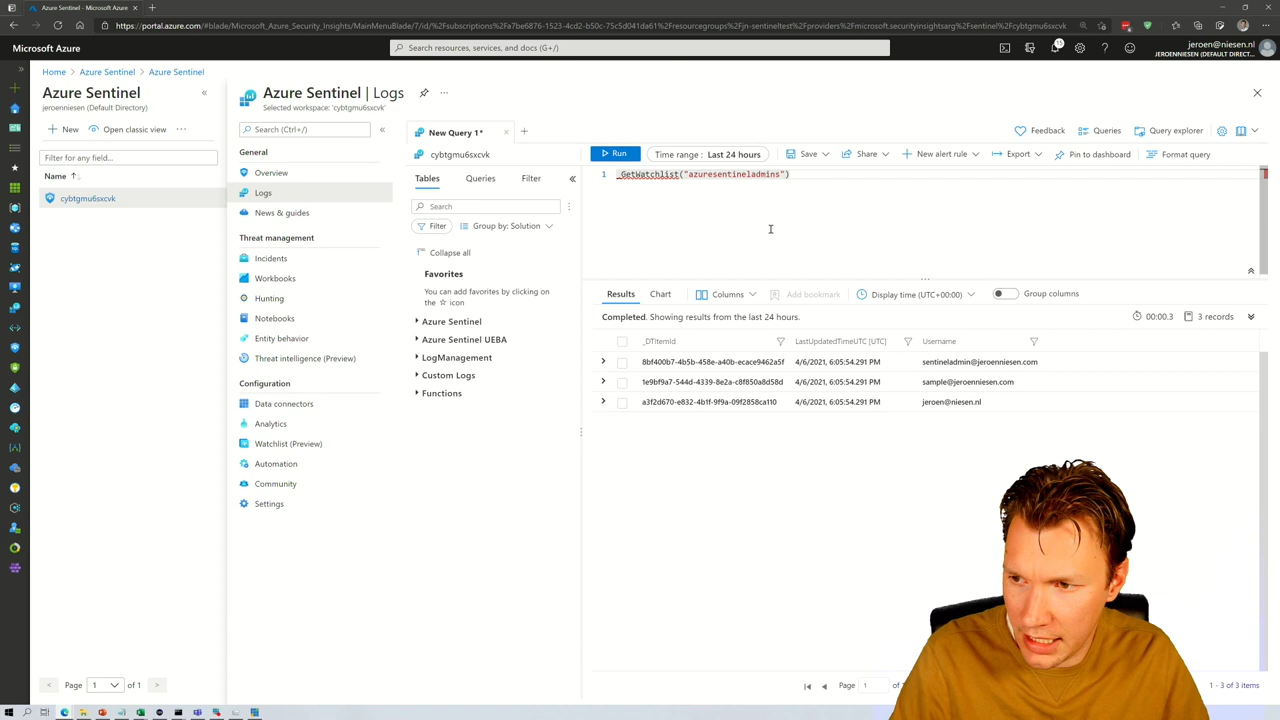 Azure Sentinel - Microsoft Azure
https://portal.azure.com/#blade/Microsoft_Azure_Security_Insights/MainMenuBlade/7/id/%2Fsubscriptions%2Fa7be6876-1523-4cd2-b50c-75c5d041da61%2Fresourcegroups%2Fjn-sentineltest%2Fproviders%2Fmicrosoft.securityinsightsarg%2Fsentinel%2Fcybtgmu6sxcvk
Microsoft Azure
Search resources, services, and docs (G+/)
15
jeroen@niesen.nl
JEROENNIESEN (DEFAULT DIRECT...
Home > Azure Sentinel > Azure Sentinel
Azure Sentinel
jeroenniesen (Default Directory)
New
Open classic view
Filter for any field...
Name
cybtgmu6sxcvk
Page 1 of 1
Azure Sentinel | Logs
Selected workspace: 'cybtgmu6sxcvk'
Search (Ctrl+/)
General
Overview
Logs
News & guides
Threat management
Incidents
Workbooks
Hunting
Notebooks
Entity behavior
Threat intelligence (Preview)
Configuration
Data connectors
Analytics
Watchlist (Preview)
Automation
Community
Settings
New Query 1*
Feedback
Queries
Query explorer
cybtgmu6sxcvk
Run
Time range : Last 24 hours
Save
Share
New alert rule
Export
Pin to dashboard
Format query
Tables
Queries
Filter
Search
Filter
Group by: Solution
Collapse all
Favorites
You can add favorites by clicking on
the ☆ icon
Azure Sentinel
Azure Sentinel UEBA
LogManagement
Custom Logs
Functions
1 _GetWatchlist("azuresentineladmins")
Results
Chart
Columns
Add bookmark
Display time (UTC+00:00)
Group columns
Completed. Showing results from the last 24 hours.
00:00.3
3 records
_DTItemId
LastUpdatedTimeUTC [UTC]
Username
8bf400b7-4b5b-458e-a40b-ecace9462a5f 4/6/2021, 6:05:54.291 PM sentineladmin@jeroenniesen.com
1e9bf9a7-544d-4339-8e2a-c8f850a8d58d 4/6/2021, 6:05:54.291 PM sample@jeroenniesen.com
a3f2d670-e832-4b1f-9f9a-09f2858ca110 4/6/2021, 6:05:54.291 PM jeroen@niesen.nl
Page 1 of
1 - 3 of 3 items